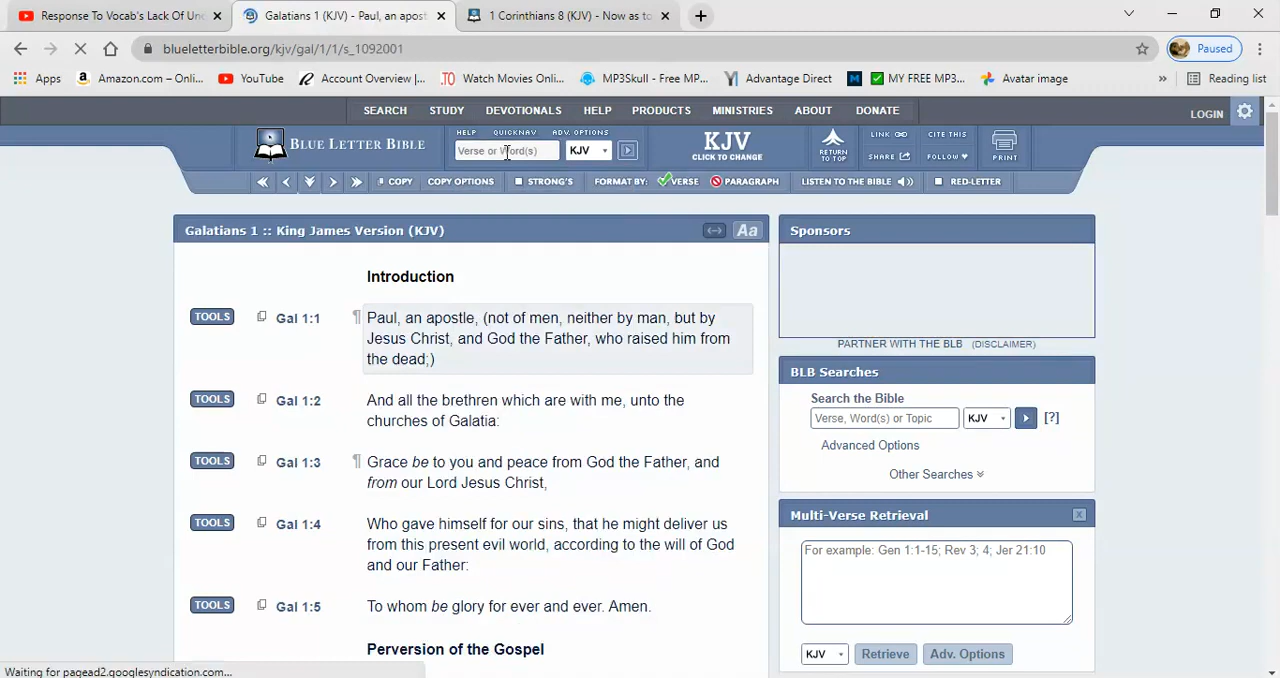 Response To Vocab's Lack Of Un
Galatians 1 (KJV) - Paul, an apost
1 Corinthians 8 (KJV) - Now as to
blueletterbible.org/kjv/gal/1/1/s_1092001
Paused
Apps
Amazon.com – Onli...
YouTube
Account Overview |...
Watch Movies Onli...
MP3Skull - Free MP...
Advantage Direct
MY FREE MP3...
Avatar image
»
Reading list
SEARCH STUDY DEVOTIONALS HELP PRODUCTS MINISTRIES ABOUT DONATE
LOGIN
BLUE LETTER BIBLE
HELP QUICKNAV ADV. OPTIONS
Verse or Word(s)
KJV
KJV
CLICK TO CHANGE
RETURN
TO TOP
LINK
CITE THIS
SHARE
FOLLOW
PRINT
COPY COPY OPTIONS STRONG'S FORMAT BY: VERSE PARAGRAPH LISTEN TO THE BIBLE RED-LETTER
Galatians 1 :: King James Version (KJV)
Aa
Introduction
TOOLS Gal 1:1 ¶ Paul, an apostle, (not of men, neither by man, but by
Jesus Christ, and God the Father, who raised him from
the dead;)
TOOLS Gal 1:2 And all the brethren which are with me, unto the
churches of Galatia:
TOOLS Gal 1:3 ¶ Grace be to you and peace from God the Father, and
from our Lord Jesus Christ,
TOOLS Gal 1:4 Who gave himself for our sins, that he might deliver us
from this present evil world, according to the will of God
and our Father:
TOOLS Gal 1:5 To whom be glory for ever and ever. Amen.
Perversion of the Gospel
Sponsors
PARTNER WITH THE BLB (DISCLAIMER)
BLB Searches
Search the Bible
Verse, Word(s) or Topic
KJV
[?]
Advanced Options
Other Searches
Multi-Verse Retrieval
X
For example: Gen 1:1-15; Rev 3; 4; Jer 21:10
KJV
Retrieve
Adv. Options
Waiting for pagead2.googlesyndication.com...